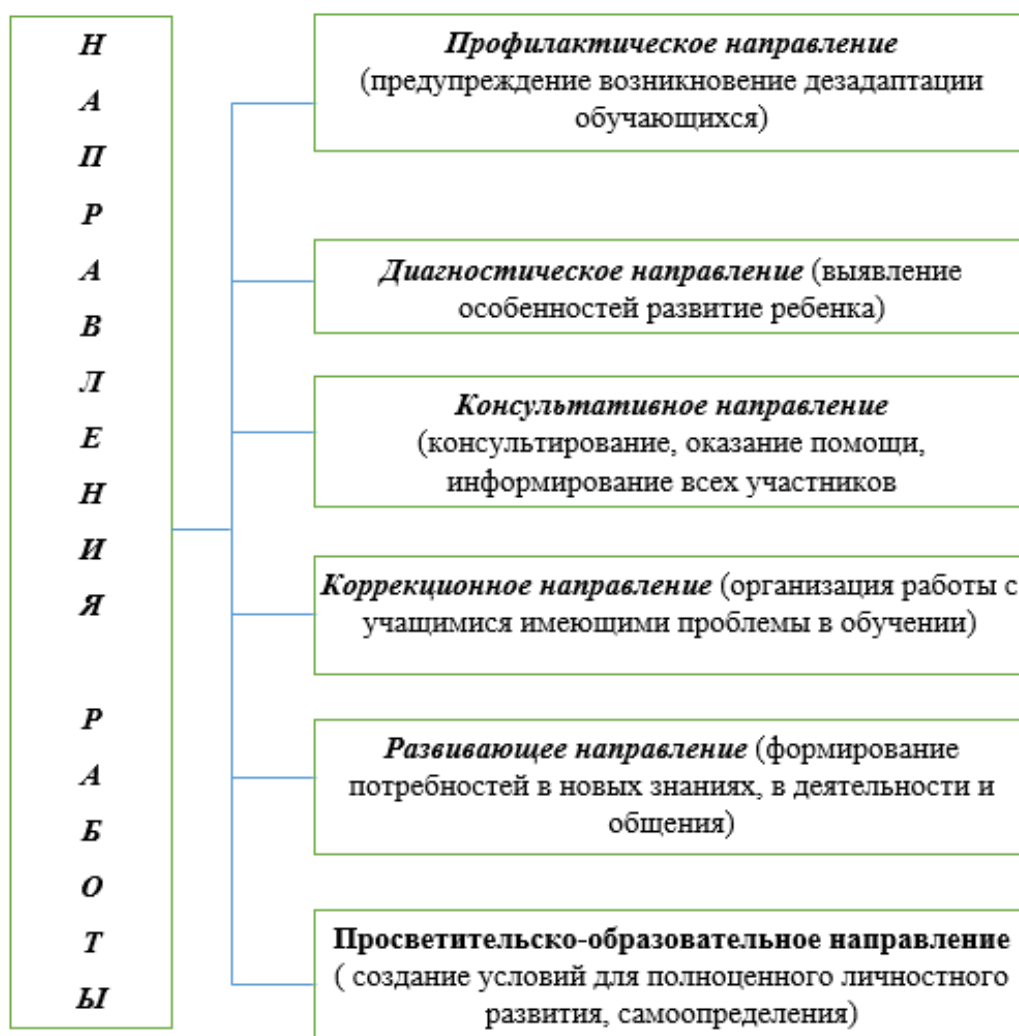 Н
А
П
Р
А
В
Л
Е
Н
И
Я
Р
А
Б
О
Т
Ы
Профилактическое направление
(предупреждение возникновение дезадаптации
обучающихся)
Диагностическое направление (выявление
особенностей развитие ребенка)
Консультативное направление
(консультирование, оказание помощи,
информирование всех участников
Коррекционное направление (организация работы с
учащимися имеющими проблемы в обучении)
Развивающее направление (формирование
потребностей в новых знаниях, в деятельности и
общения)
Просветительско-образовательное направление
( создание условий для полноценного личностного
развития, самоопределения)